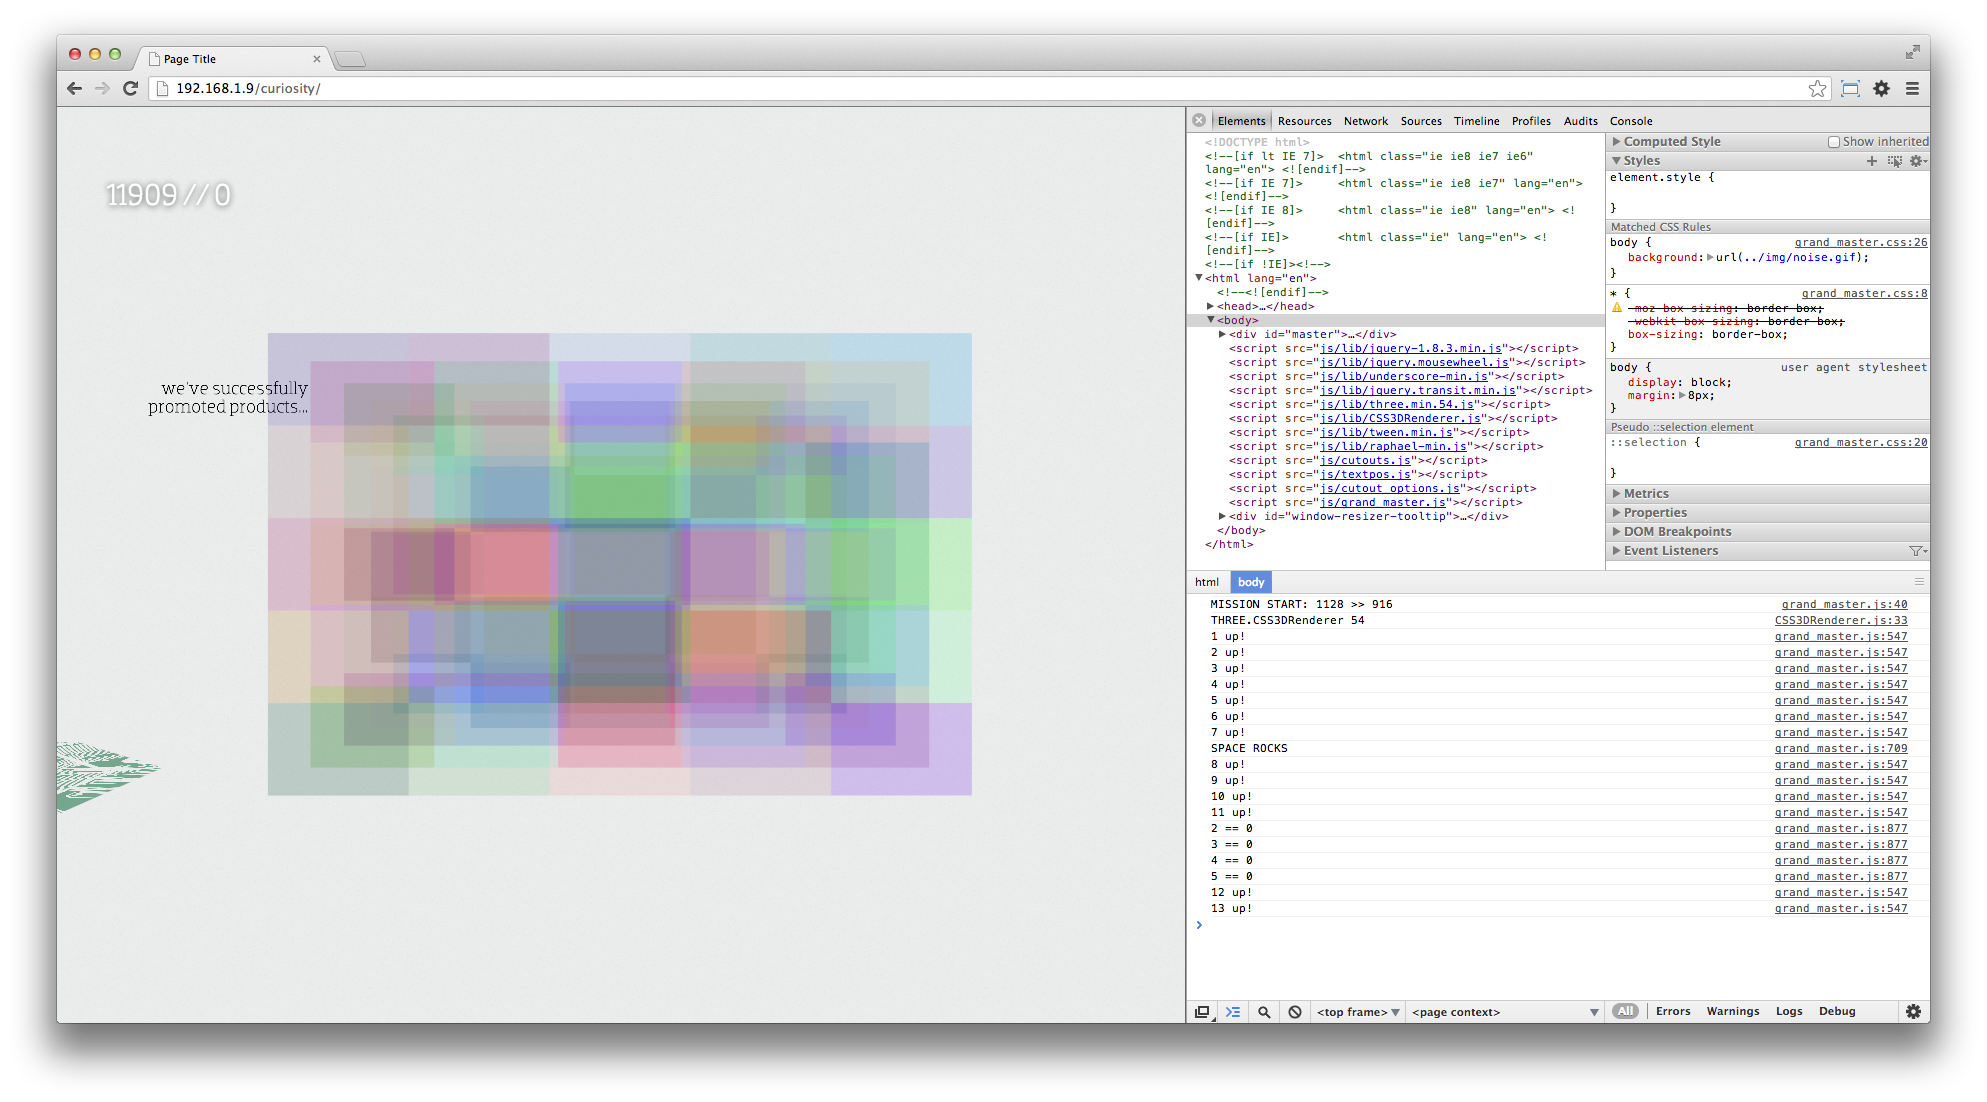 Page Title
192.168.1.9/curiosity/
11909 // 0
we've successfully
promoted products...
Elements Resources Network Sources Timeline Profiles Audits Console
<!DOCTYPE html>
<!--[if lt IE 7]> <html class="ie ie8 ie7 ie6"
lang="en"> <![endif]-->
<!--[if IE 7]> <html class="ie ie8 ie7" lang="en">
<![endif]-->
<!--[if IE 8]> <html class="ie ie8" lang="en"> <!
[endif]-->
<!--[if IE]> <html class="ie" lang="en"> <!
[endif]-->
<!--[if !IE]><!-->
<html lang="en">
<!--<![endif]-->
<head>…</head>
<body>
<div id="master">…</div>
<script src="js/lib/jquery-1.8.3.min.js"></script>
<script src="js/lib/jquery.mousewheel.js"></script>
<script src="js/lib/underscore-min.js"></script>
<script src="js/lib/jquery.transit.min.js"></script>
<script src="js/lib/three.min.54.js"></script>
<script src="js/lib/CSS3DRenderer.js"></script>
<script src="js/lib/tween.min.js"></script>
<script src="js/lib/raphael-min.js"></script>
<script src="js/cutouts.js"></script>
<script src="js/textpos.js"></script>
<script src="js/cutout_options.js"></script>
<script src="js/grand_master.js"></script>
<div id="window-resizer-tooltip">…</div>
</body>
</html>
Computed Style Show inherited
Styles
element.style {
}
Matched CSS Rules
body { grand_master.css:26
background: url(../img/noise.gif);
}
* { grand_master.css:8
-moz-box-sizing: border-box;
-webkit-box-sizing: border-box;
box-sizing: border-box;
}
body { user agent stylesheet
display: block;
margin: 8px;
}
Pseudo ::selection element
::selection { grand_master.css:20
}
Metrics
Properties
DOM Breakpoints
Event Listeners
html body
MISSION START: 1128 >> 916 grand_master.js:40
THREE.CSS3DRenderer 54 CSS3DRenderer.js:33
1 up! grand_master.js:547
2 up! grand_master.js:547
3 up! grand_master.js:547
4 up! grand_master.js:547
5 up! grand_master.js:547
6 up! grand_master.js:547
7 up! grand_master.js:547
SPACE ROCKS grand_master.js:709
8 up! grand_master.js:547
9 up! grand_master.js:547
10 up! grand_master.js:547
11 up! grand_master.js:547
2 == 0 grand_master.js:877
3 == 0 grand_master.js:877
4 == 0 grand_master.js:877
5 == 0 grand_master.js:877
12 up! grand_master.js:547
13 up! grand_master.js:547
<top frame> <page context> All Errors Warnings Logs Debug